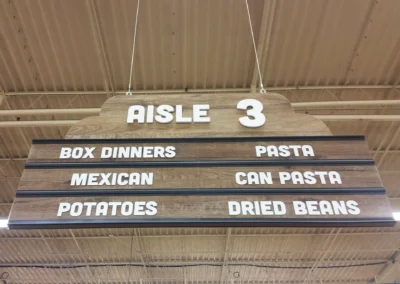 AISLE 3
BOX DINNERS PASTA
MEXICAN CAN PASTA
POTATOES DRIED BEANS